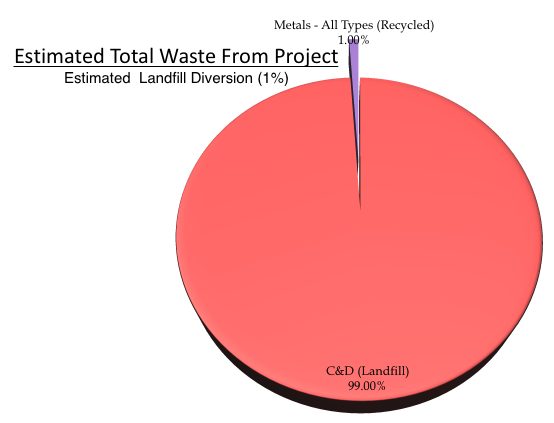 Metals - All Types (Recycled)
1.00%
Estimated Total Waste From Project
Estimated  Landfill Diversion (1%)
C&D (Landfill)
99.00%